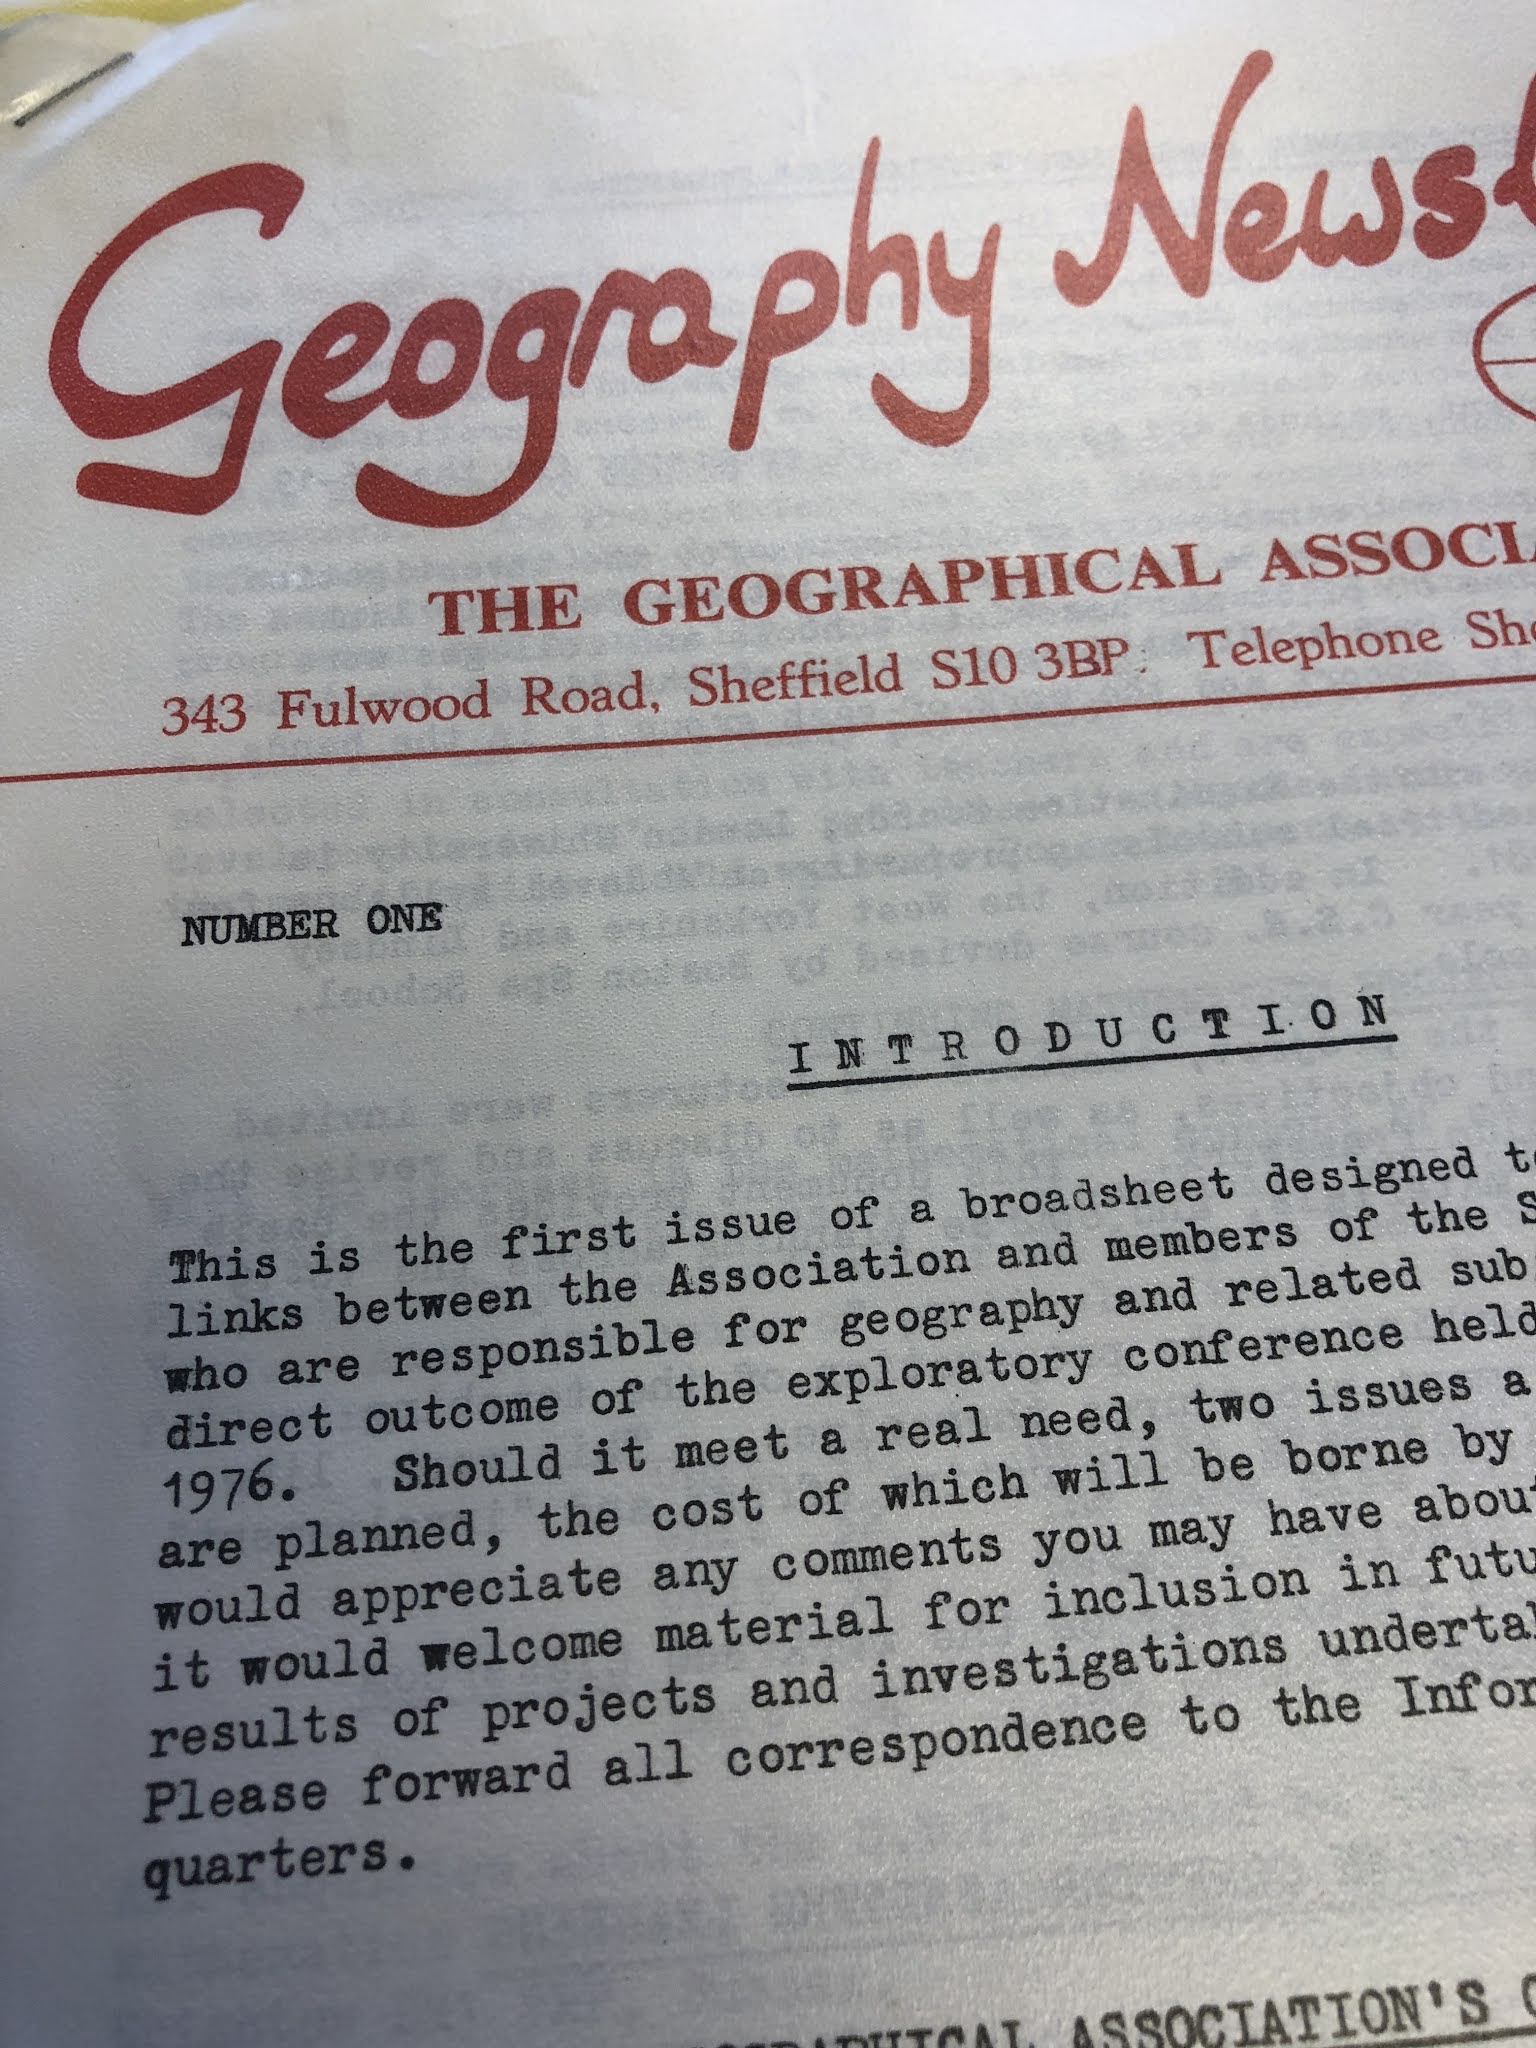 Geography News
THE GEOGRAPHICAL ASSOCIA
343 Fulwood Road, Sheffield S10 3BP. Telephone She
NUMBER ONE
INTRODUCTION
This is the first issue of a broadsheet designed to
links between the Association and members of the S
who are responsible for geography and related sub
direct outcome of the exploratory conference held
1976. Should it meet a real need, two issues a
are planned, the cost of which will be borne by
would appreciate any comments you may have about
it would welcome material for inclusion in futu
results of projects and investigations underta
Please forward all correspondence to the Infor
quarters.
ASSOCIATION'S